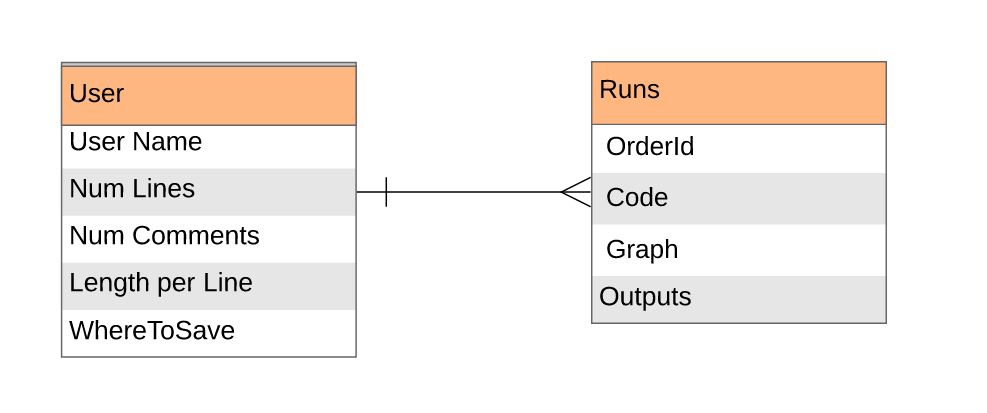 User
User Name
Num Lines
Num Comments
Length per Line
WhereToSave
Runs
OrderId
Code
Graph
Outputs